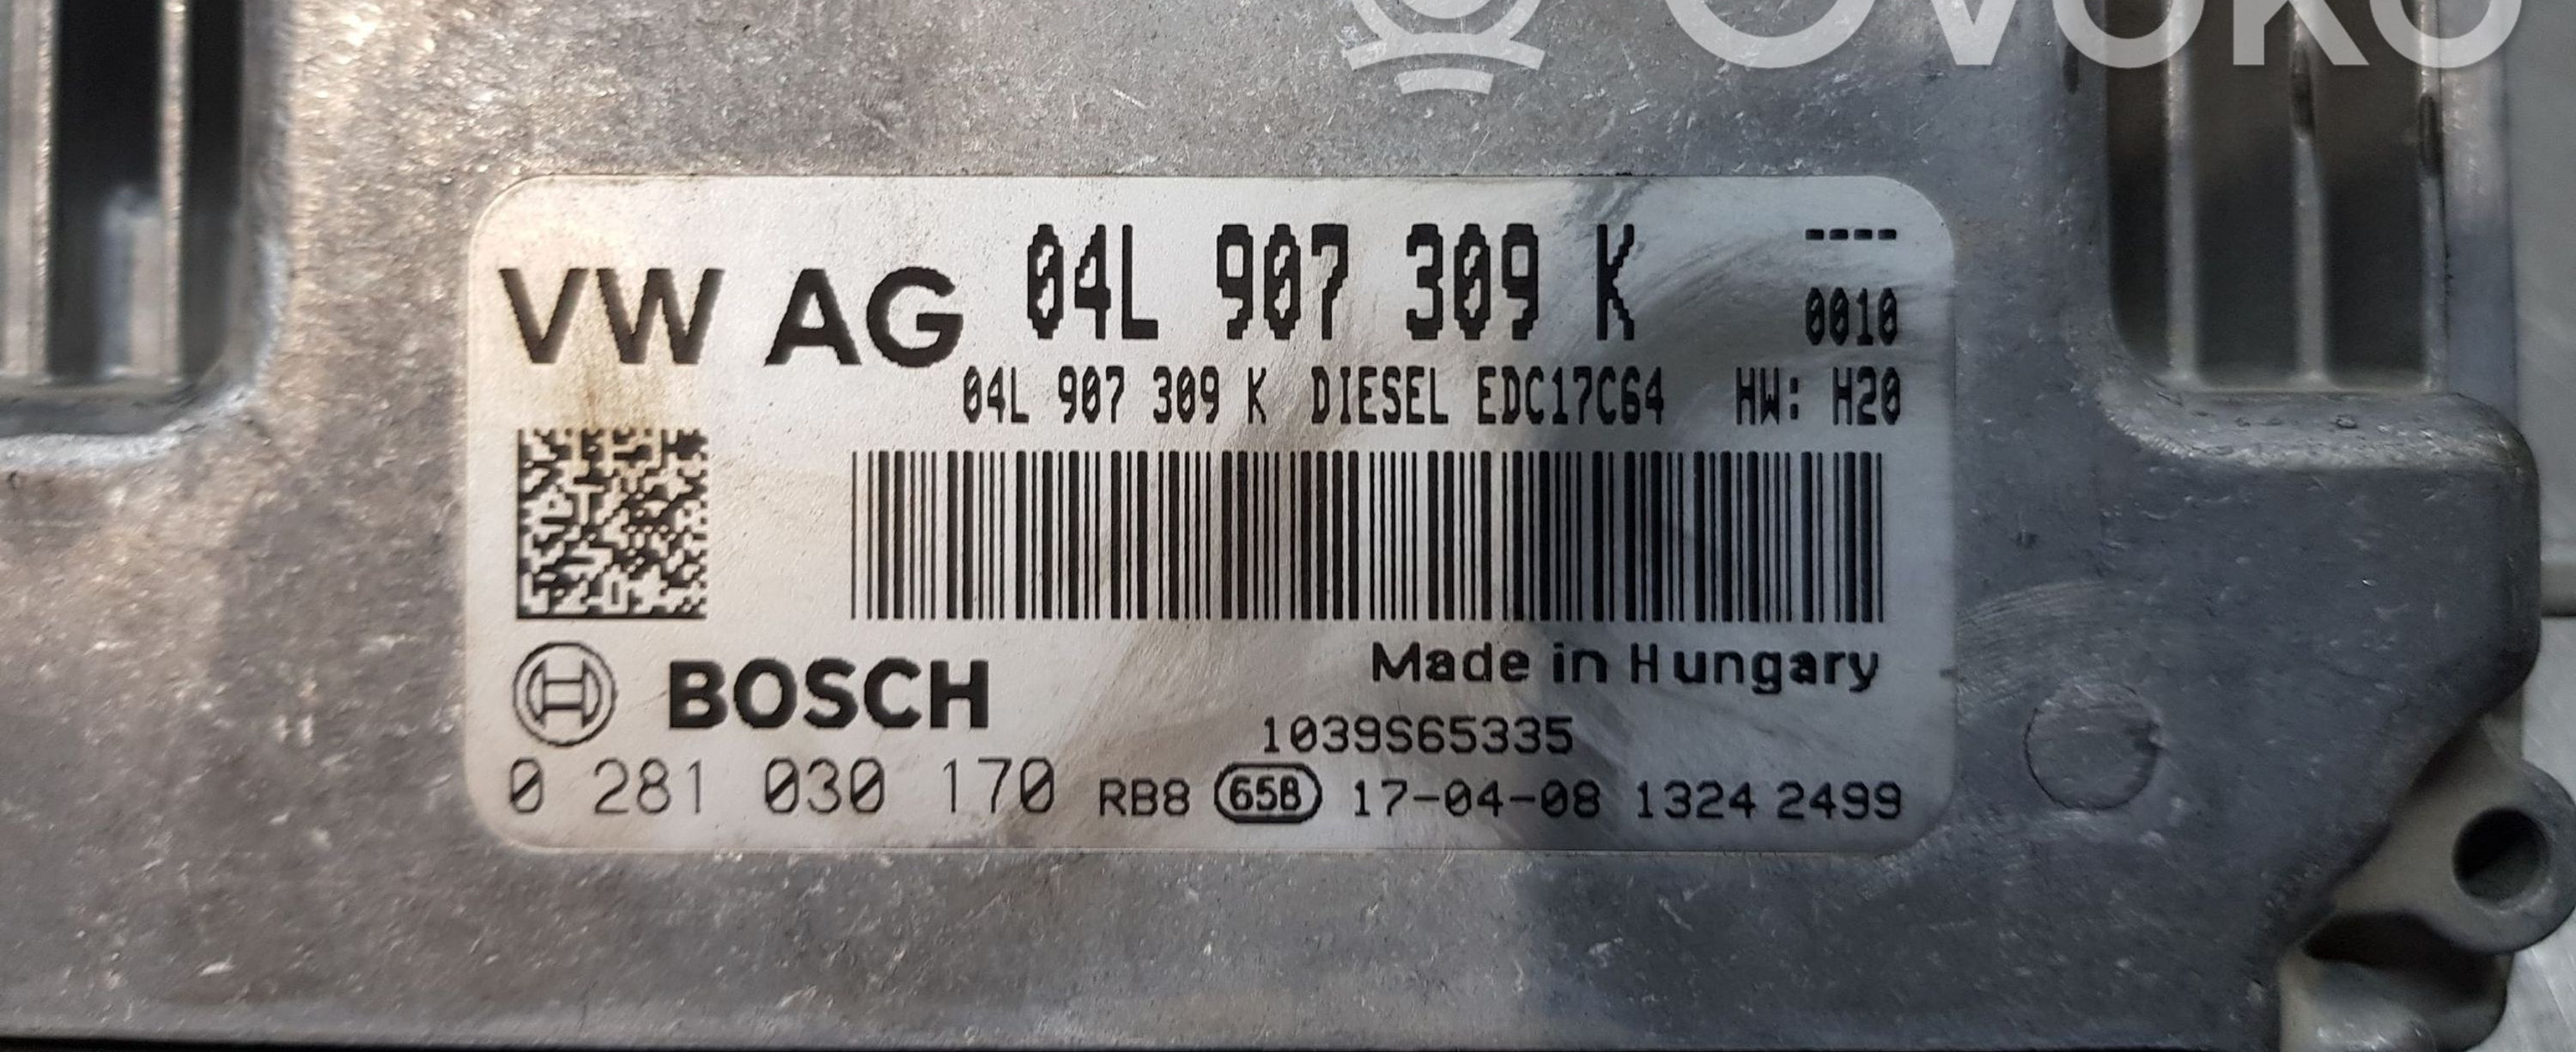 Ovoko
VW AG 04L 907 309 K ----
0010
04L 907 309 K DIESEL EDC17C64 HW: H20
BOSCH
Made in Hungary
1039S65335
0 281 030 170 RB8 658 17-04-08 1324 2499